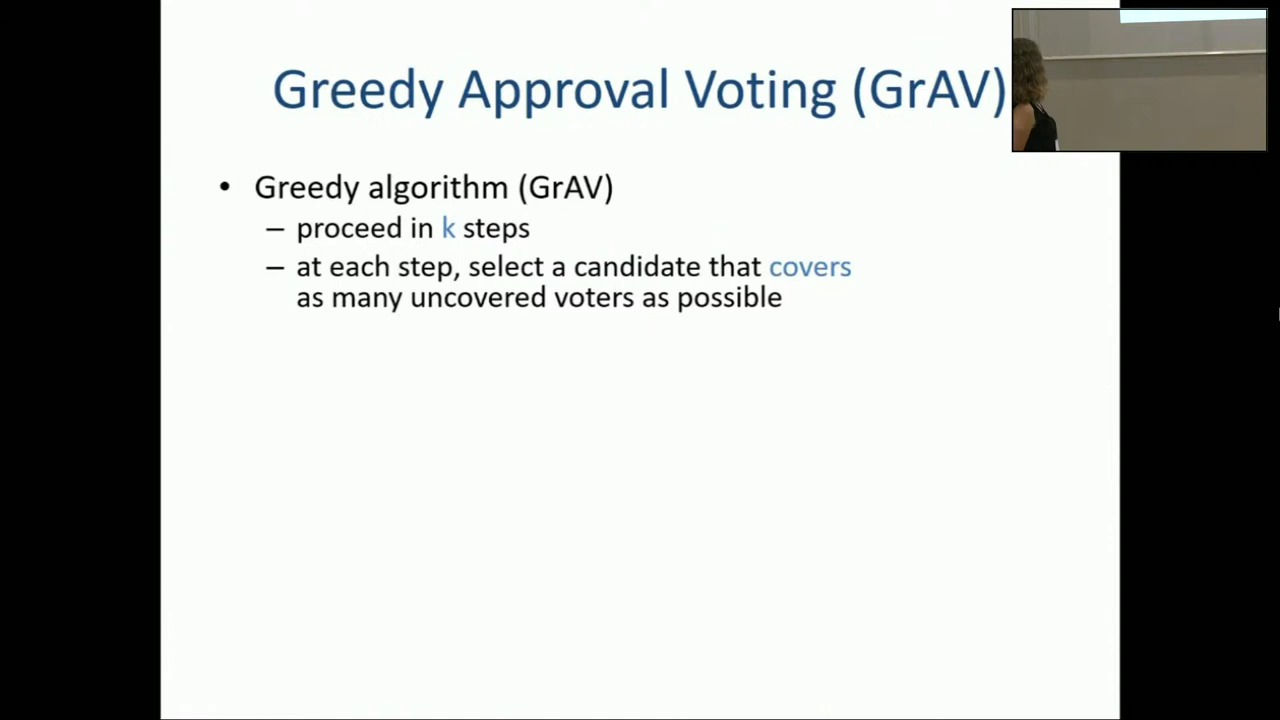 Greedy Approval Voting (GrAV)
• Greedy algorithm (GrAV)
– proceed in k steps
– at each step, select a candidate that covers
as many uncovered voters as possible